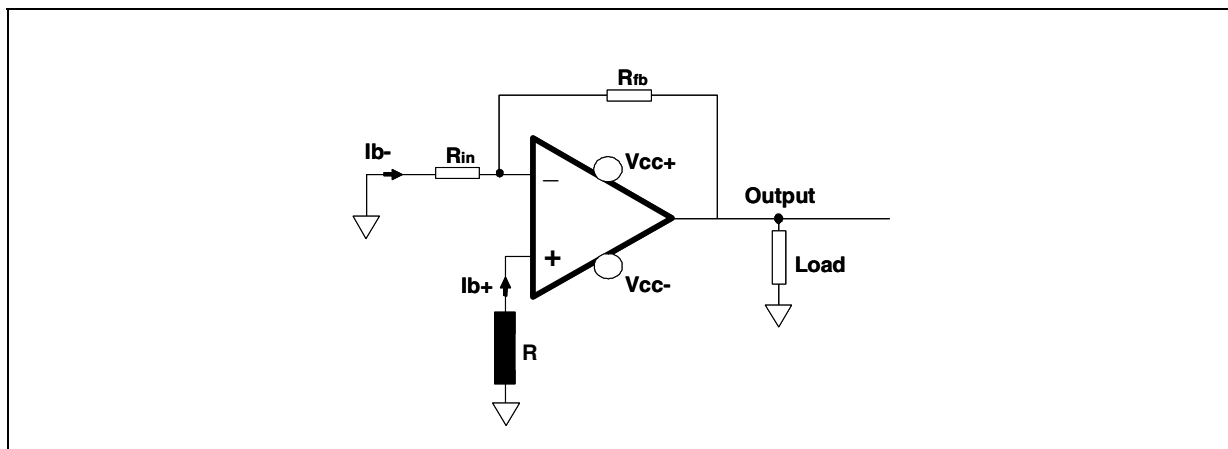 Rfb
Ib-
Rin
Vcc+
_
Output
+
Ib+
Vcc-
Load
R